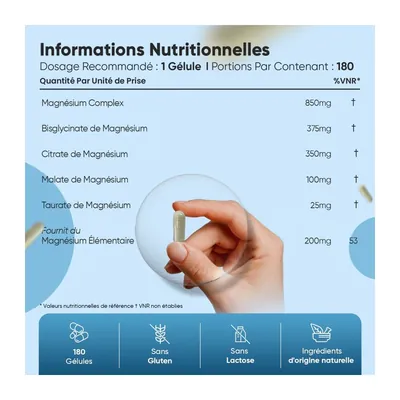 Informations Nutritionnelles
Dosage Recommandé : 1 Gélule | Portions Par Contenant : 180
Quantité Par Unité de Prise %VNR*
Magnésium Complex 850mg †
Bisglycinate de Magnésium 375mg †
Citrate de Magnésium 350mg †
Malate de Magnésium 100mg †
Taurate de Magnésium 25mg †
Fournit du
Magnésium Élémentaire 200mg 53
* Valeurs nutritionnelles de référence † VNR non établies
180
Gélules
Sans
Gluten
Sans
Lactose
Ingrédients
d'origine naturelle